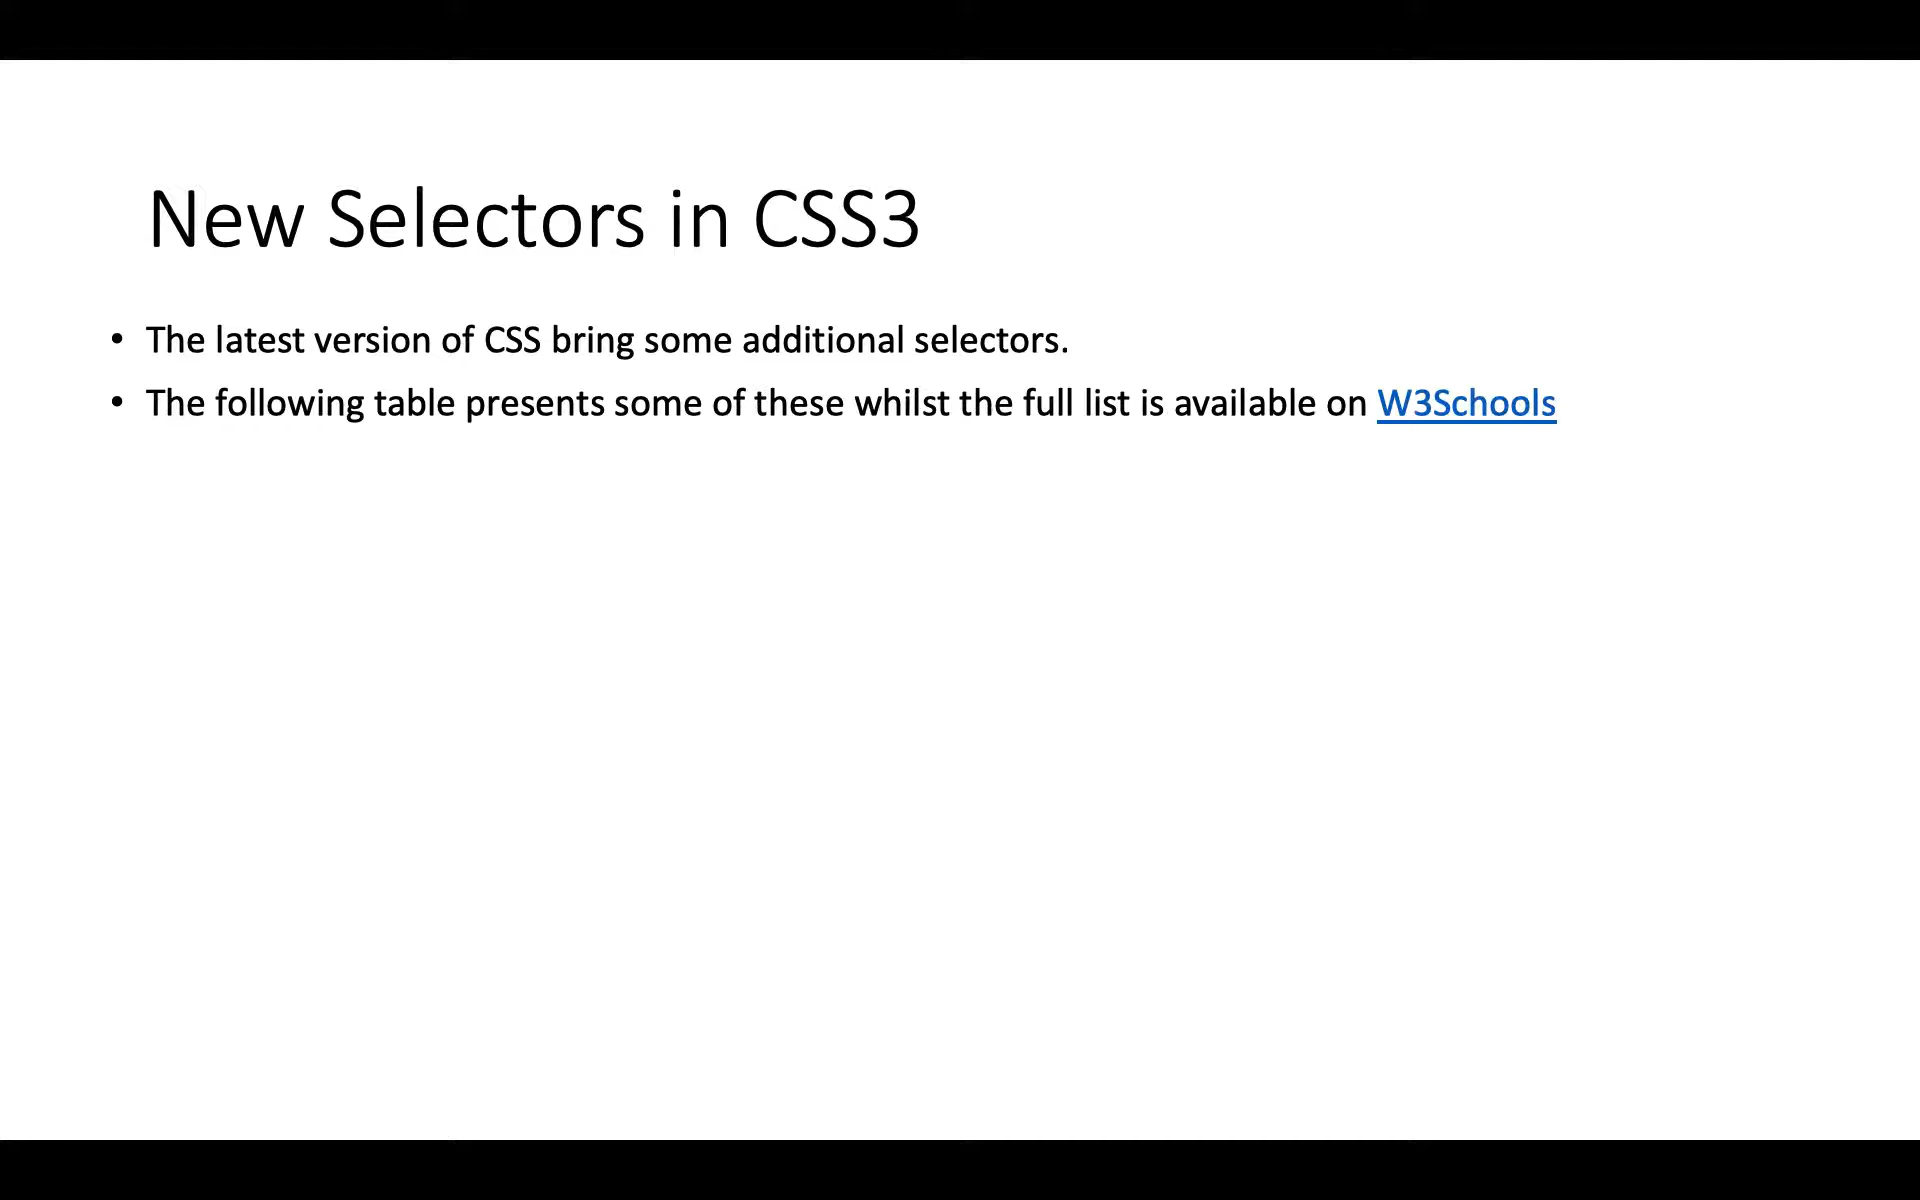 New Selectors in CSS3
• The latest version of CSS bring some additional selectors.
• The following table presents some of these whilst the full list is available on W3Schools